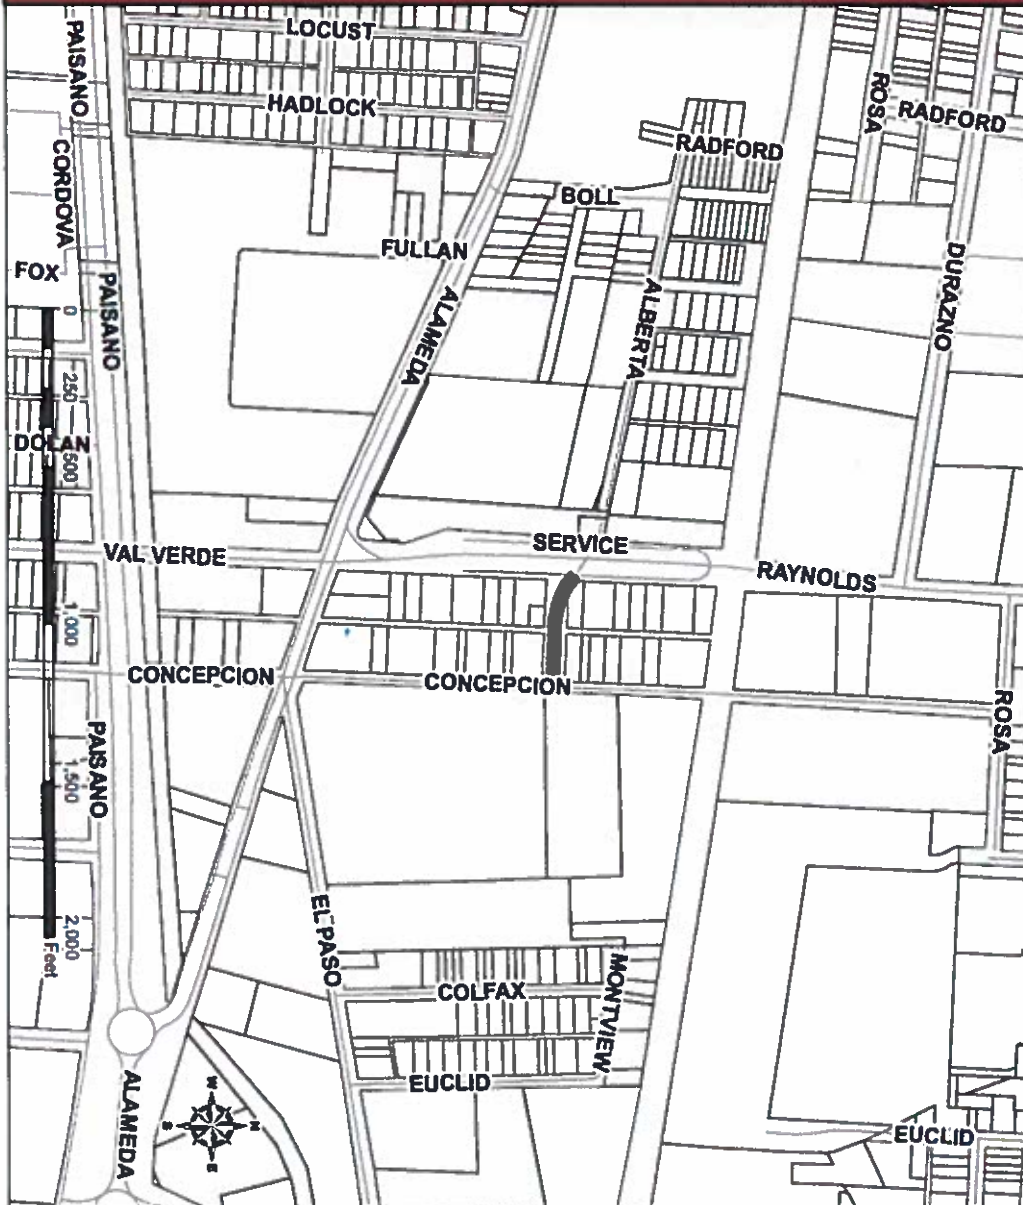 LOCUST
PAISANO
HADLOCK
ROSA
RADFORD
RADFORD
CORDOVA
BOLL
FULLAN
FOX
PAISANO
ALAMEDA
ALBERTA
DURAZNO
0
250
DOLAN
500
VAL VERDE
SERVICE
RAYNOLDS
1,000
CONCEPCION
CONCEPCION
ROSA
PAISANO
1,500
EL PASO
2,000
Feet
COLFAX
MONTVIEW
EUCLID
ALAMEDA
W
N
S
E
EUCLID